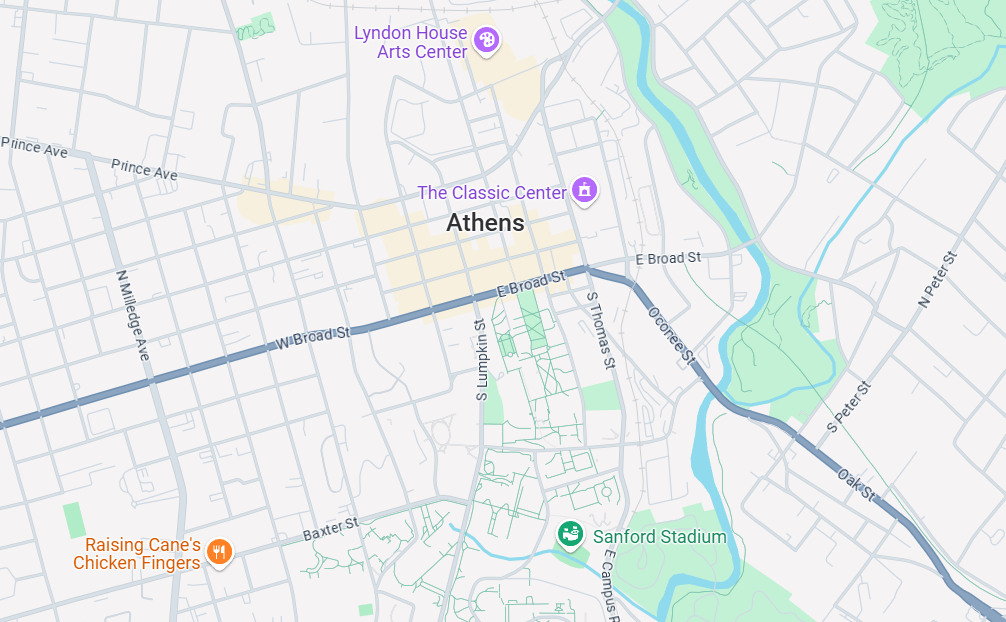 Lyndon House
Arts Center
Prince Ave
Prince Ave
The Classic Center
Athens
E Broad St
N Peter St
E Broad St
N Milledge Ave
S Thomas St
Oconee St
W Broad St
S Lumpkin St
S Peter St
Oak St
Baxter St
Sanford Stadium
Raising Cane's
Chicken Fingers
E Campus R